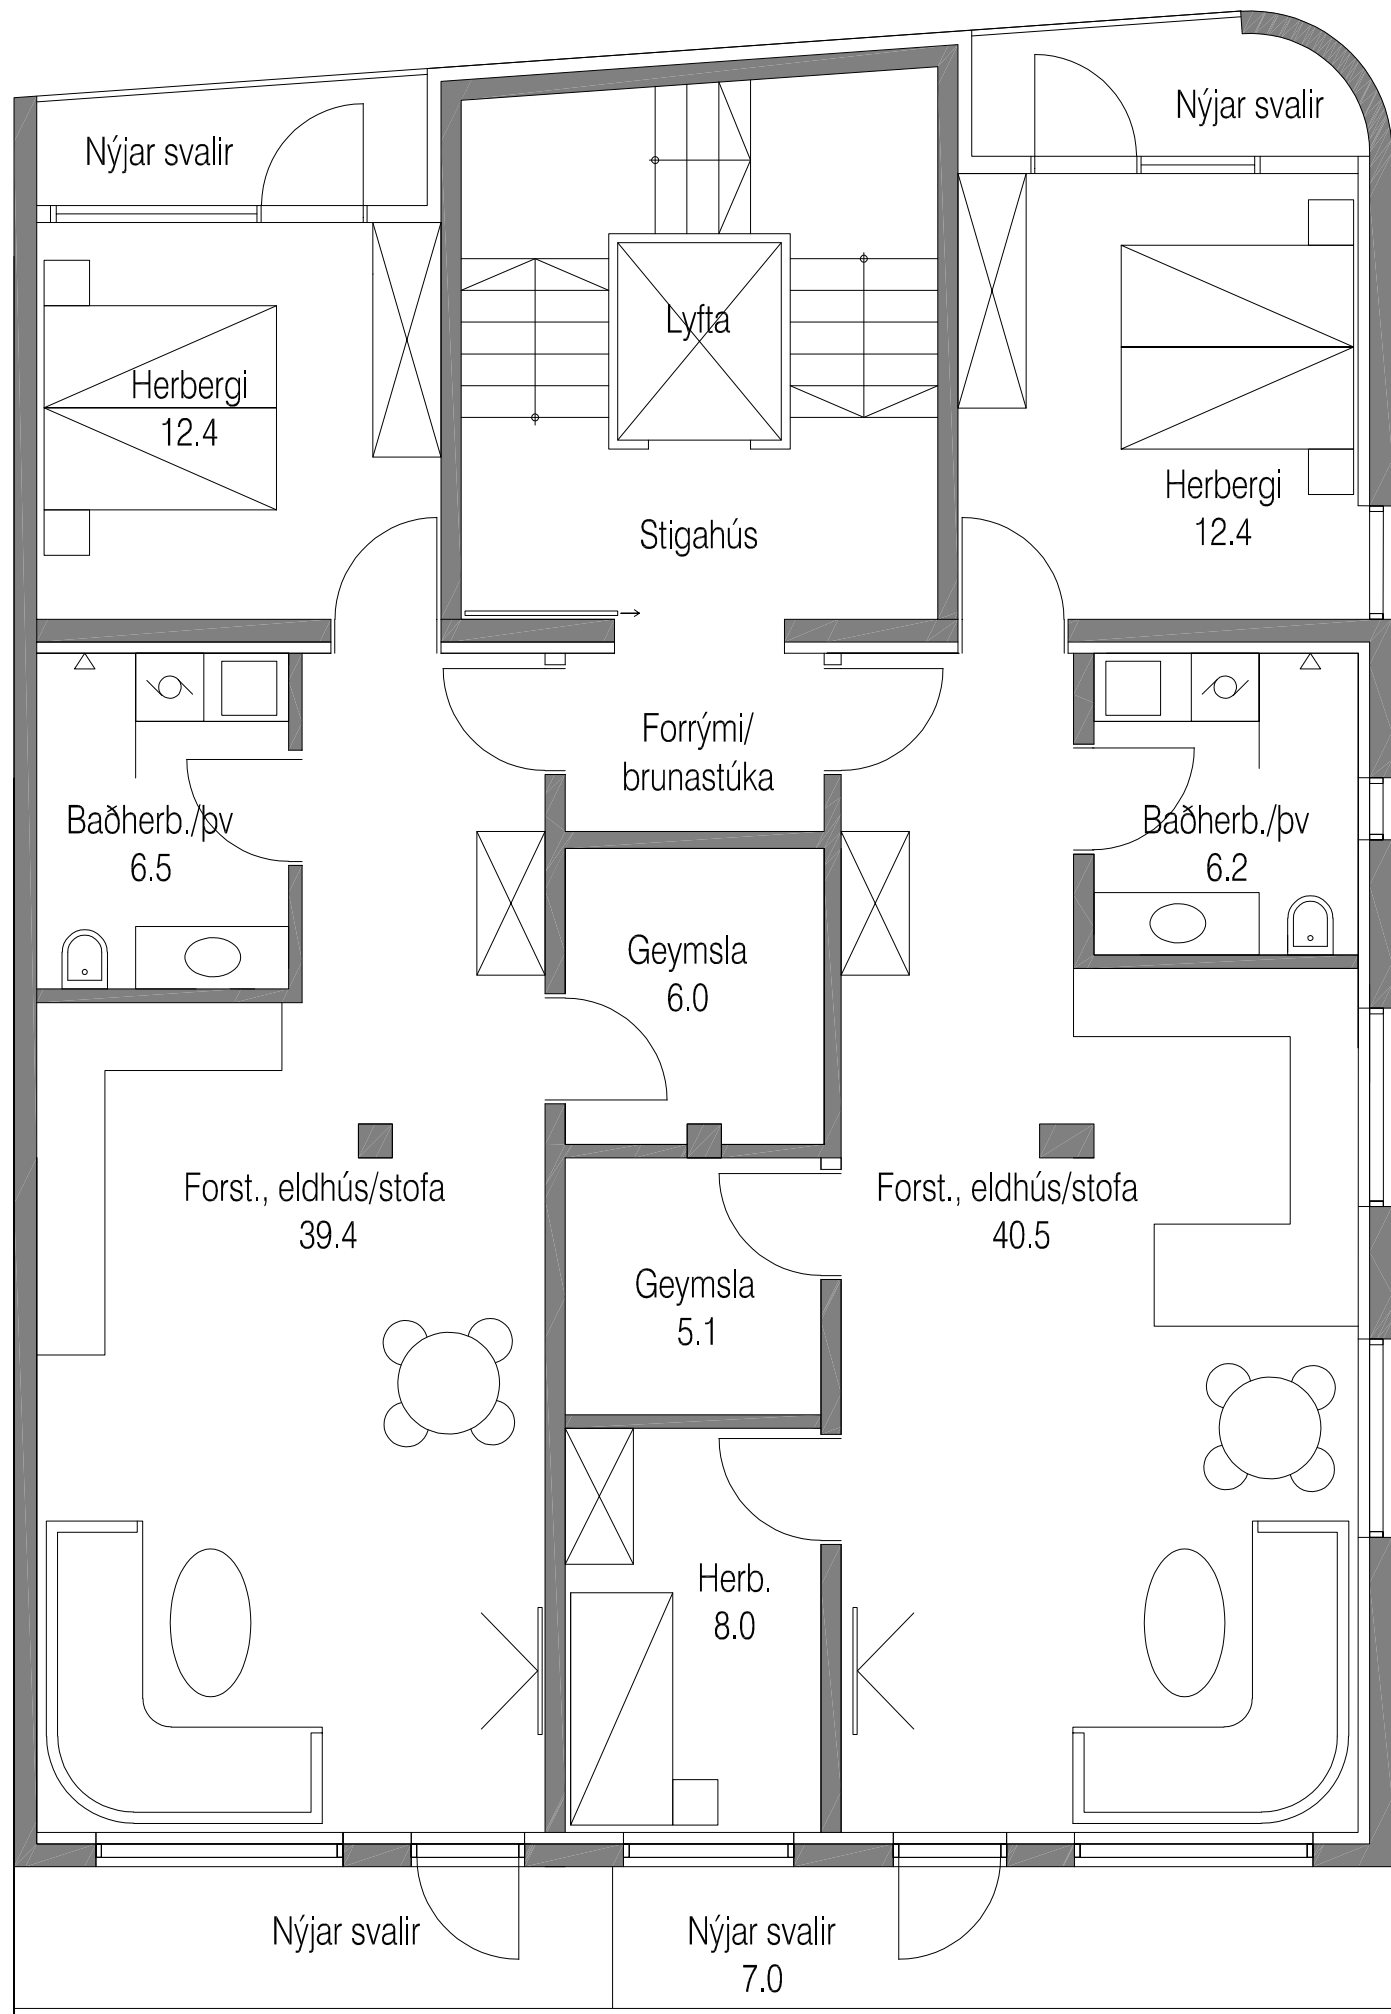 Nýjar svalir
Nýjar svalir
Lyfta
Herbergi
12.4
Herbergi
12.4
Stigahús
Forrými/
brunastúka
Baðherb./þv
6.5
Baðherb./þv
6.2
Geymsla
6.0
Forst., eldhús/stofa
39.4
Forst., eldhús/stofa
40.5
Geymsla
5.1
Herb.
8.0
Nýjar svalir
Nýjar svalir
7.0